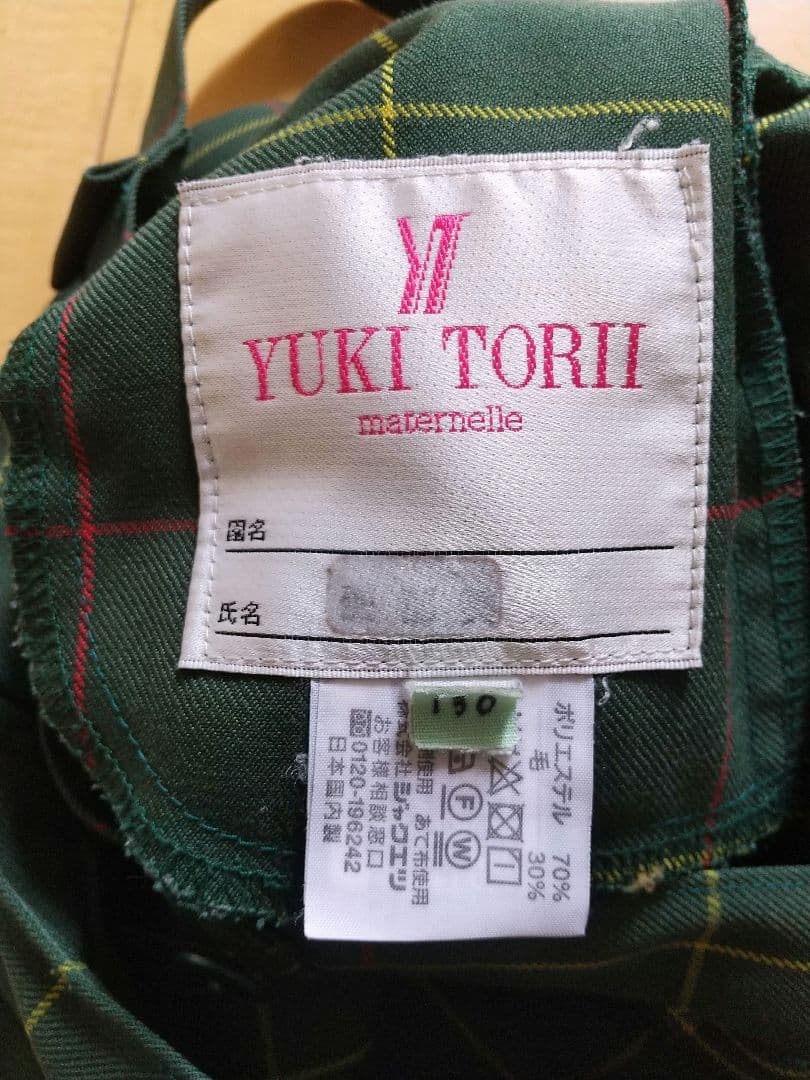 YUKI TORII
maternelle
園名
氏名
150
ポリエステル 70%
毛 30%
あて布使用
株式会社ジャクエツ
お客様相談窓口
0120-196242
日本国内製